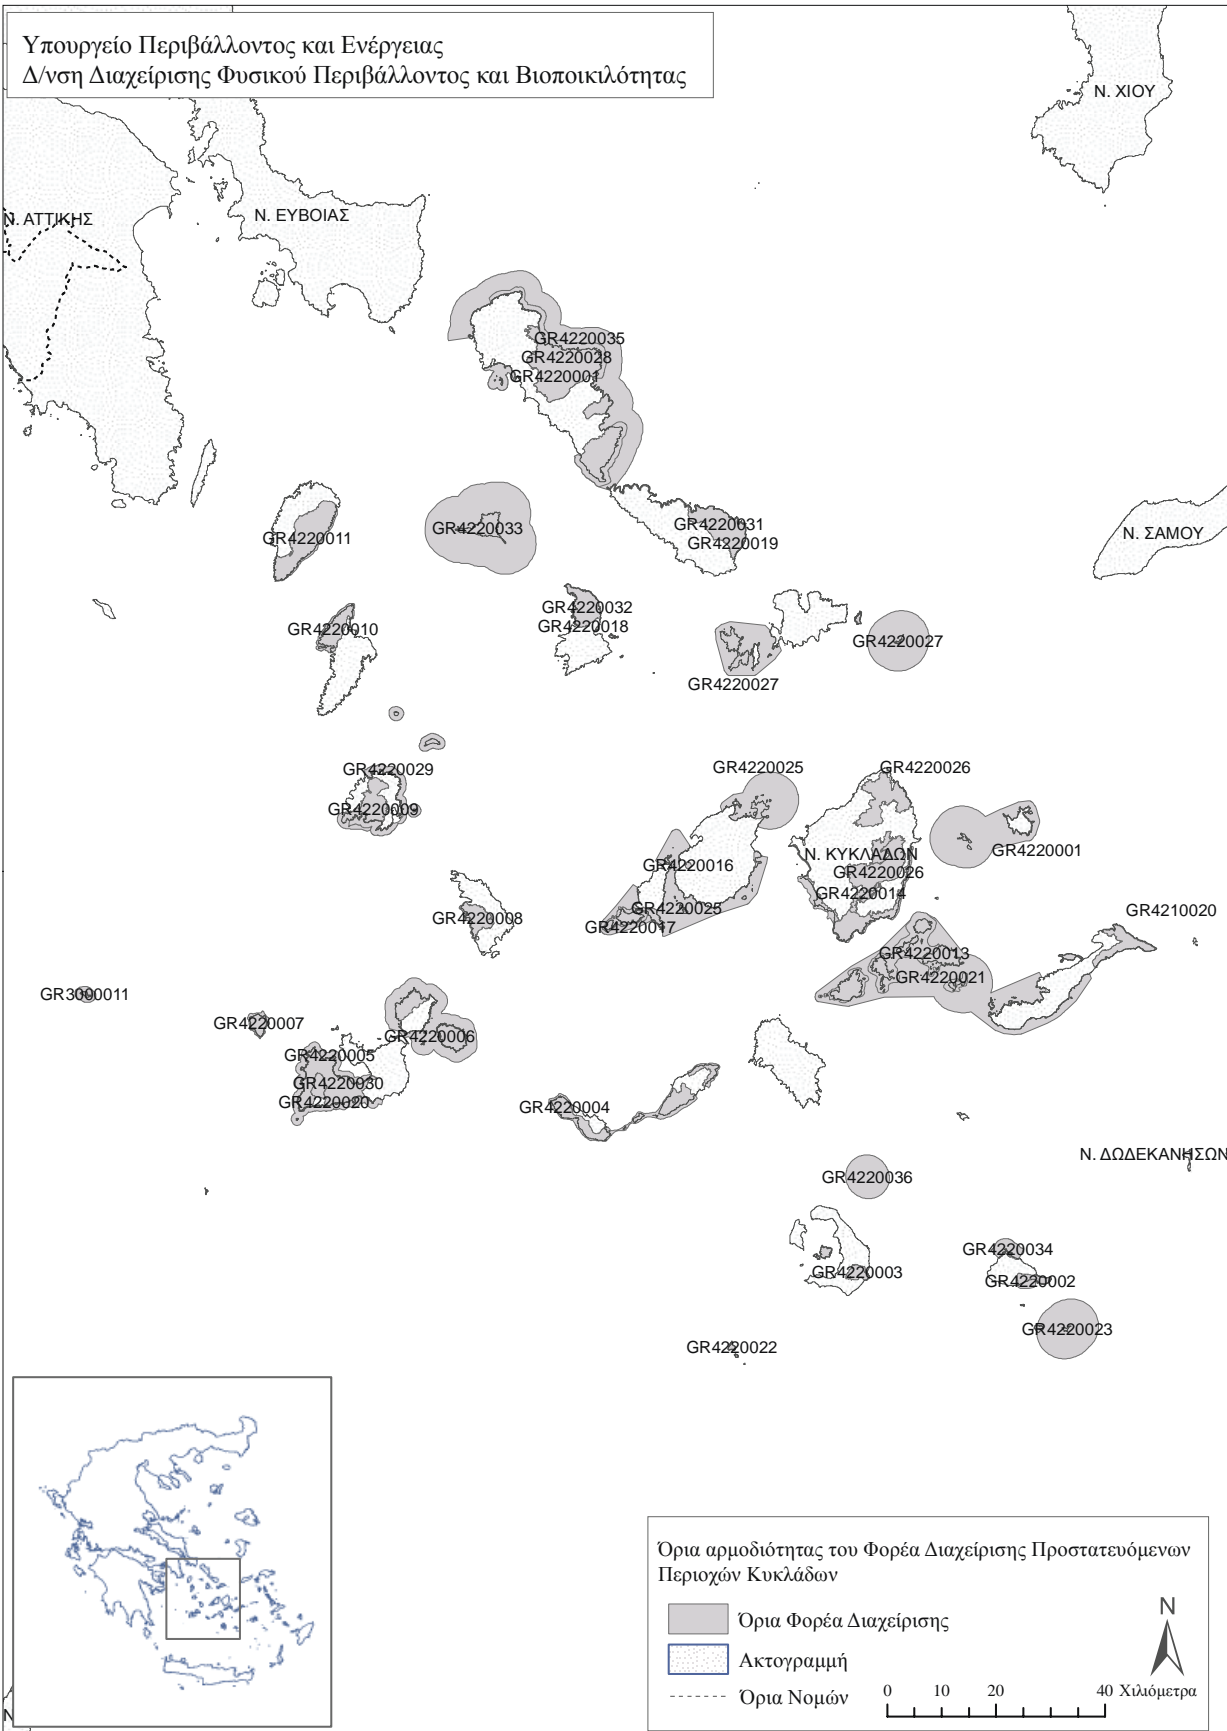 Υπουργείο Περιβάλλοντος και Ενέργειας
Δ/νση Διαχείρισης Φυσικού Περιβάλλοντος και Βιοποικιλότητας
Ν. ΧΙΟΥ
Ν. ΑΤΤΙΚΗΣ
Ν. ΕΥΒΟΙΑΣ
GR4220035
GR4220028
GR4220001
GR4220033
GR4220031
GR4220011
GR4220019
Ν. ΣΑΜΟΥ
GR4220032
GR4220018
GR4220010
GR4220027
GR4220027
GR4220029
GR4220025
GR4220026
GR4220009
GR4220001
Ν. ΚΥΚΛΑΔΩΝ
GR4220016
GR4220026
GR4220014
GR4220025
GR4220008
GR4220017
GR4210020
GR4220013
GR4220021
GR3000011
GR4220007
GR4220006
GR4220005
GR4220030
GR4220020
GR4220004
Ν. ΔΩΔΕΚΑΝΗΣΩΝ
GR4220036
GR4220034
GR4220003
GR4220002
GR4220023
GR4220022
Όρια αρμοδιότητας του Φορέα Διαχείρισης Προστατευόμενων
Περιοχών Κυκλάδων
Όρια Φορέα Διαχείρισης
Ακτογραμμή
Όρια Νομών
N
0 10 20 40 Χιλιόμετρα